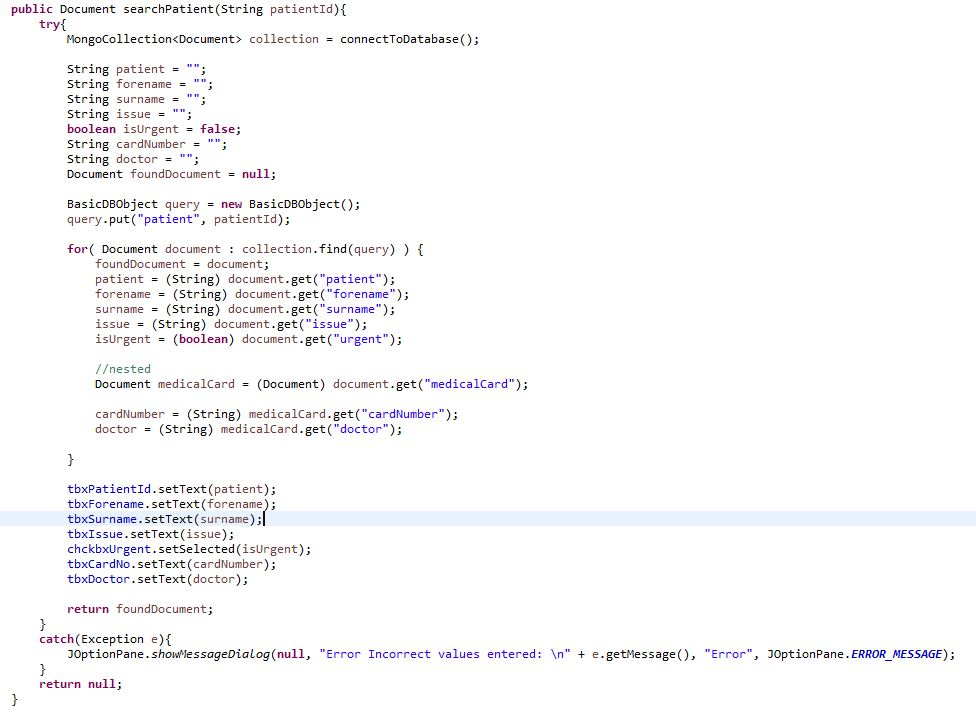 public Document searchPatient(String patientId){
try{
MongoCollection<Document> collection = connectToDatabase();
String patient = "";
String forename = "";
String surname = "";
String issue = "";
boolean isUrgent = false;
String cardNumber = "";
String doctor = "";
Document foundDocument = null;
BasicDBObject query = new BasicDBObject();
query.put("patient", patientId);
for( Document document : collection.find(query) ) {
foundDocument = document;
patient = (String) document.get("patient");
forename = (String) document.get("forename");
surname = (String) document.get("surname");
issue = (String) document.get("issue");
isUrgent = (boolean) document.get("urgent");
//nested
Document medicalCard = (Document) document.get("medicalCard");
cardNumber = (String) medicalCard.get("cardNumber");
doctor = (String) medicalCard.get("doctor");
}
tbxPatientId.setText(patient);
tbxForename.setText(forename);
tbxSurname.setText(surname);
tbxIssue.setText(issue);
chckbxUrgent.setSelected(isUrgent);
tbxCardNo.setText(cardNumber);
tbxDoctor.setText(doctor);
return foundDocument;
}
catch(Exception e){
JOptionPane.showMessageDialog(null, "Error Incorrect values entered: \n" + e.getMessage(), "Error", JOptionPane.ERROR_MESSAGE);
}
return null;
}